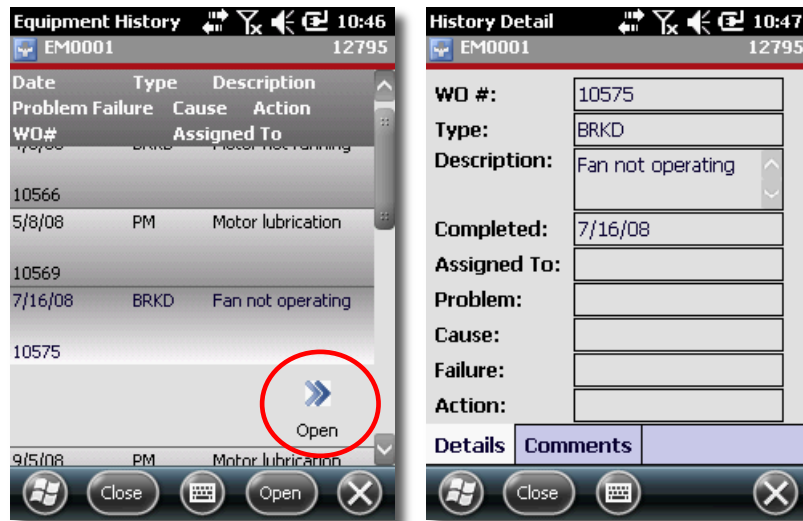 Equipment History 10:46
EM0001 12795
Date Type Description
Problem Failure Cause Action
WO# Assigned To
10566
5/8/08 PM Motor lubrication
10569
7/16/08 BRKD Fan not operating
10575
Open
9/5/08 PM Motor lubrication
Close Open
History Detail 10:47
EM0001 12795
WO #: 10575
Type: BRKD
Description: Fan not operating
Completed: 7/16/08
Assigned To:
Problem:
Cause:
Failure:
Action:
Details Comments
Close